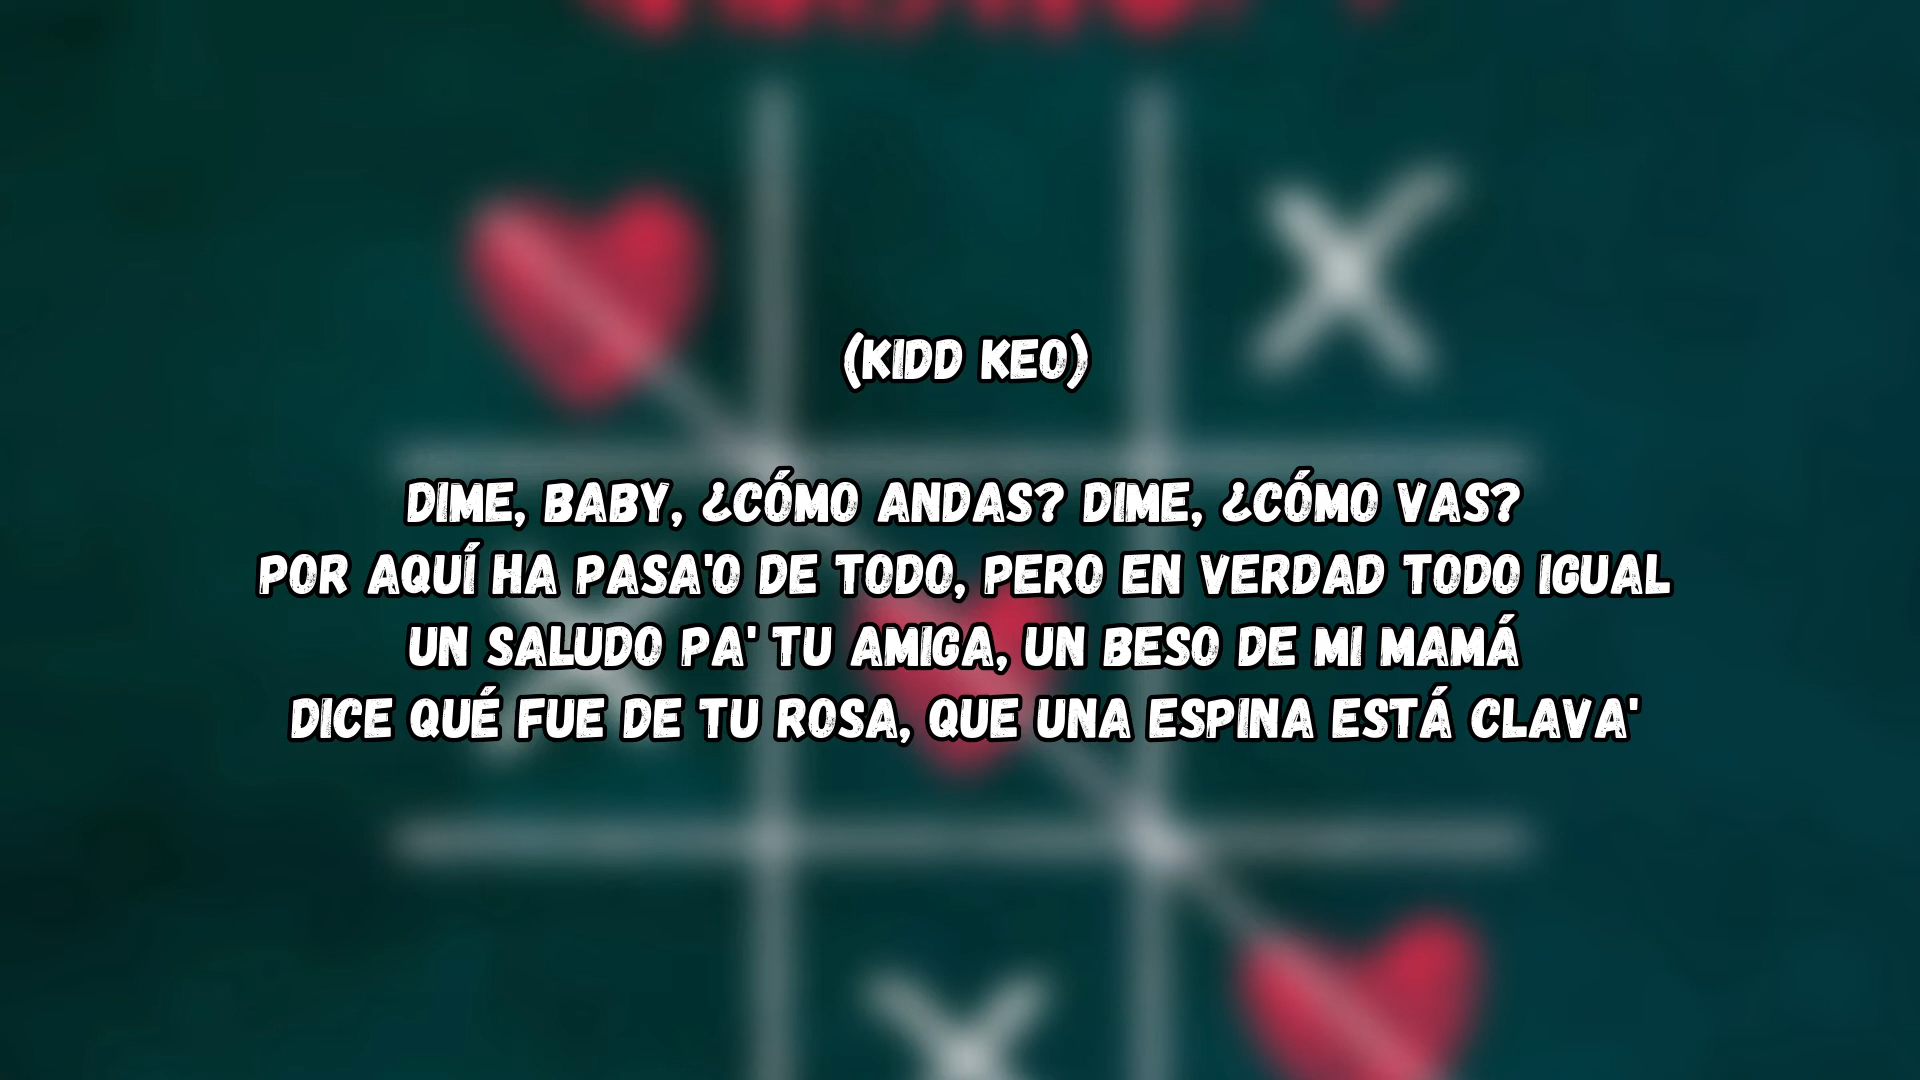 (KIDD KEO)
DIME, BABY, ¿CÓMO ANDAS? DIME, ¿CÓMO VAS?
POR AQUÍ HA PASA'O DE TODO, PERO EN VERDAD TODO IGUAL
UN SALUDO PA' TU AMIGA, UN BESO DE MI MAMÁ
DICE QUÉ FUE DE TU ROSA, QUE UNA ESPINA ESTÁ CLAVA'